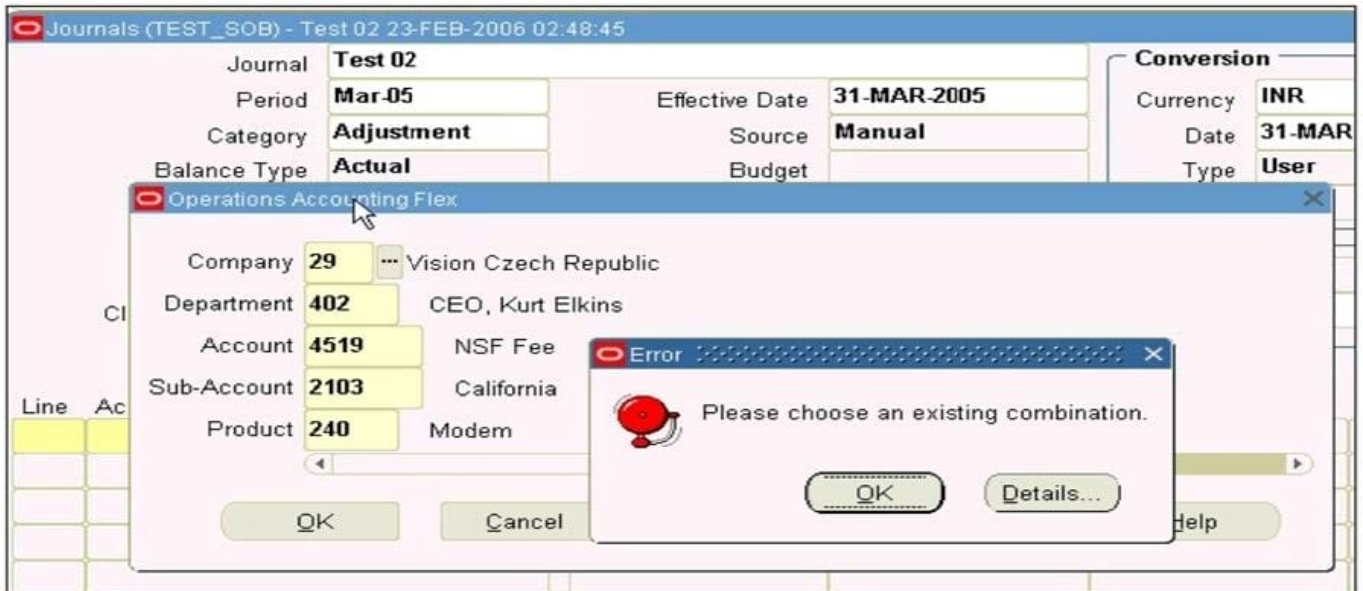 Journals (TEST_SOB) - Test 02 23-FEB-2006 02:48:45
Journal Test 02
Conversion
Period Mar-05 Effective Date 31-MAR-2005 Currency INR
Category Adjustment Source Manual Date 31-MAR
Balance Type Actual Budget Type User
Operations Accounting Flex
Company 29 ... Vision Czech Republic
Department 402 CEO, Kurt Elkins
Cl
Account 4519 NSF Fee
Error
Sub-Account 2103 California
Please choose an existing combination.
Line Ac
Product 240 Modem
OK Details...
OK Cancel Help